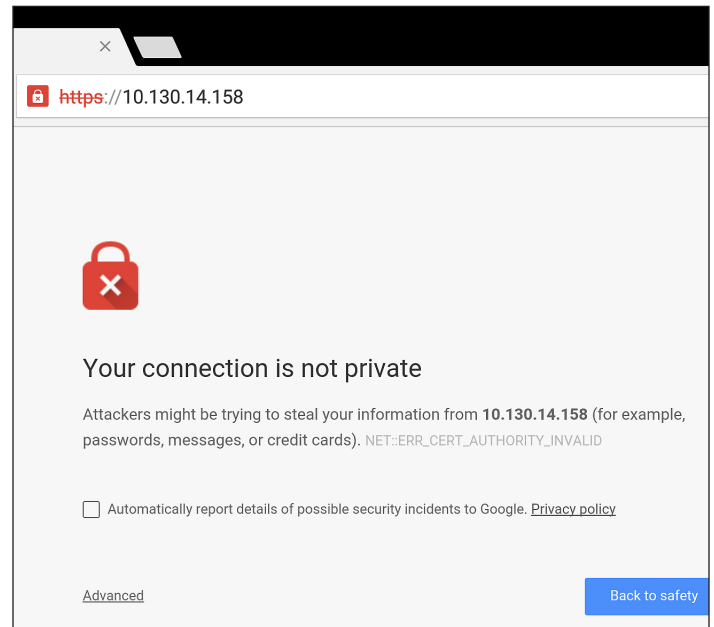 https://10.130.14.158
Your connection is not private
Attackers might be trying to steal your information from 10.130.14.158 (for example,
passwords, messages, or credit cards). NET::ERR_CERT_AUTHORITY_INVALID
Automatically report details of possible security incidents to Google. Privacy policy
Advanced
Back to safety